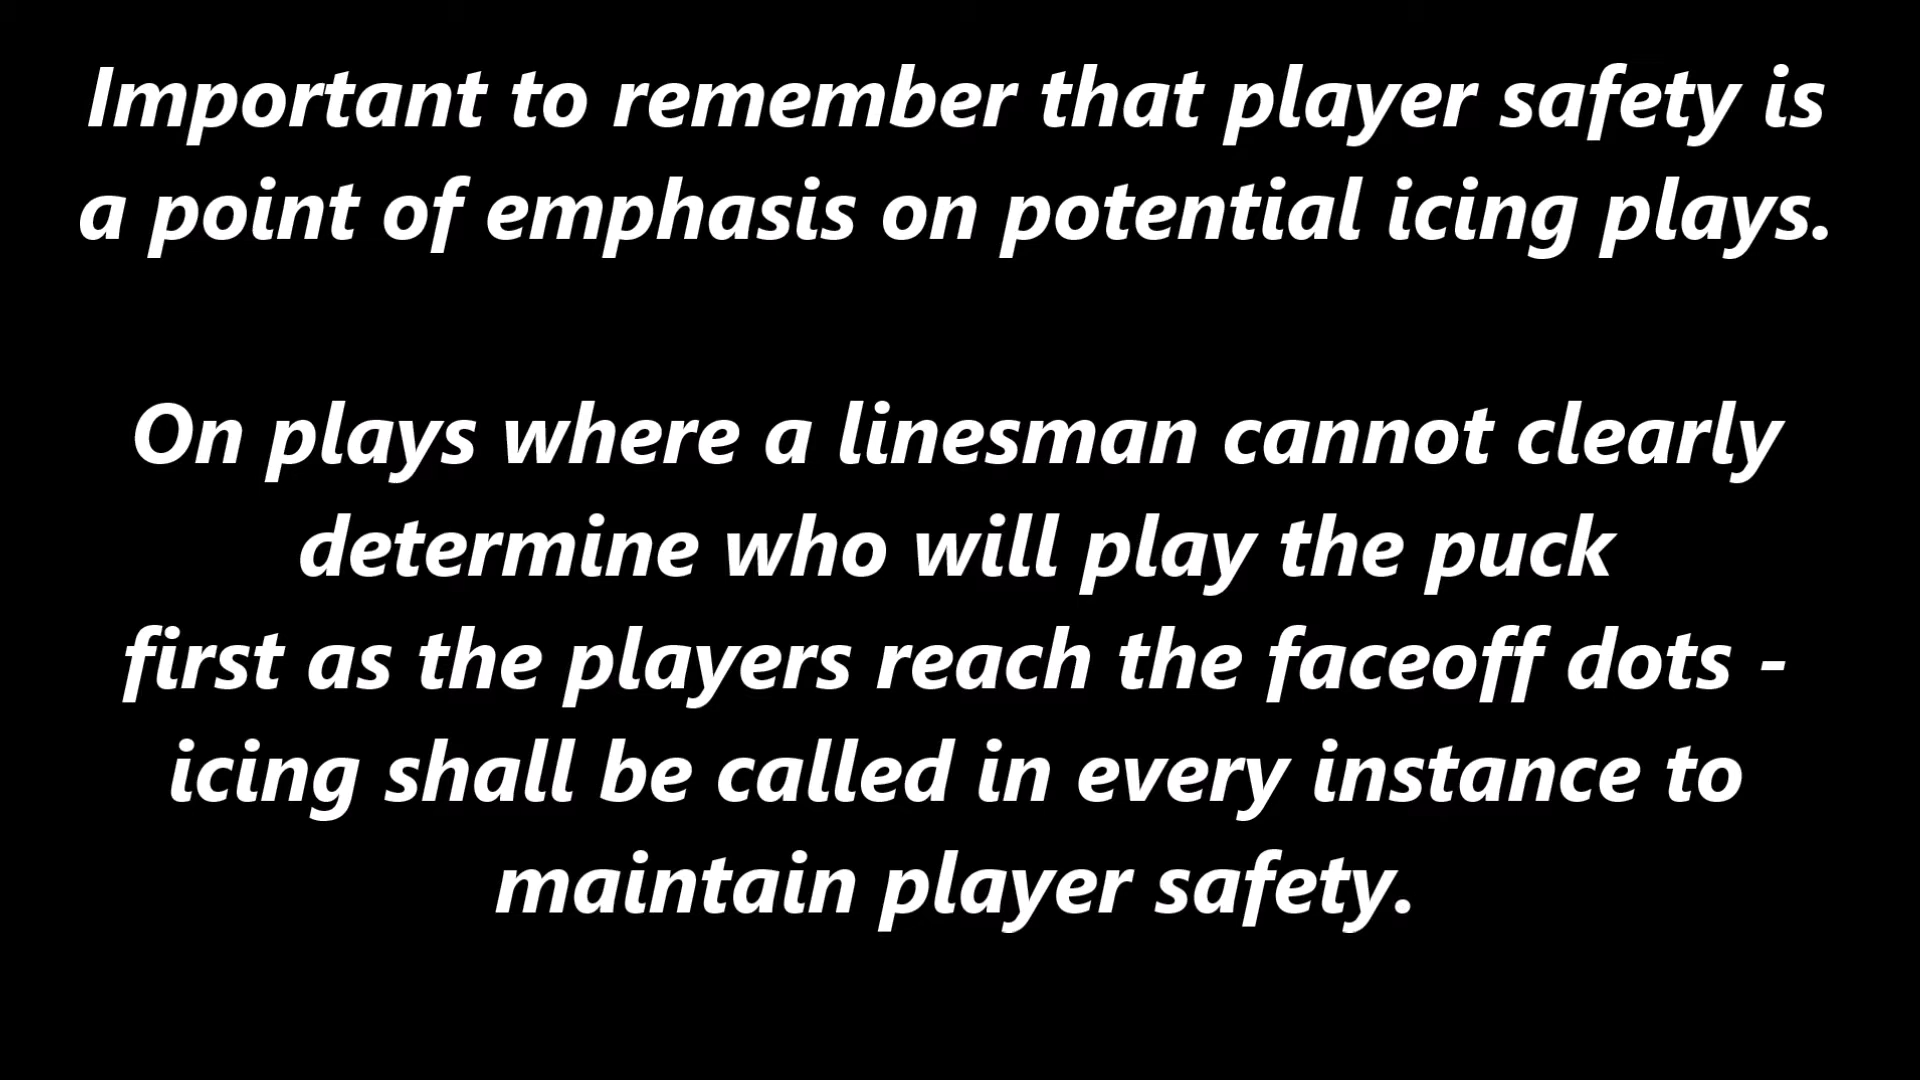 Important to remember that player safety is
a point of emphasis on potential icing plays.
On plays where a linesman cannot clearly
determine who will play the puck
first as the players reach the faceoff dots -
icing shall be called in every instance to
maintain player safety.